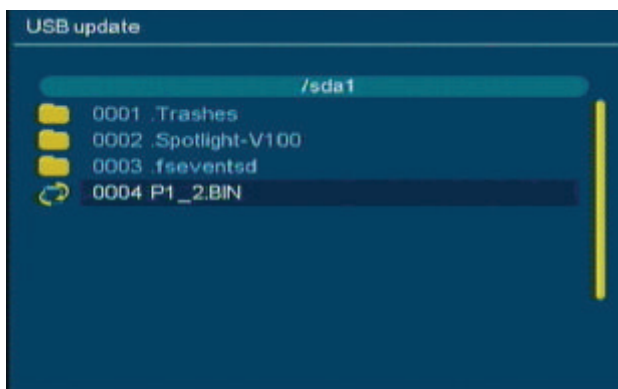 USB update
/sda1
0001 .Trashes
0002 .Spotlight-V100
0003 .fseventsd
0004 P1_2.BIN